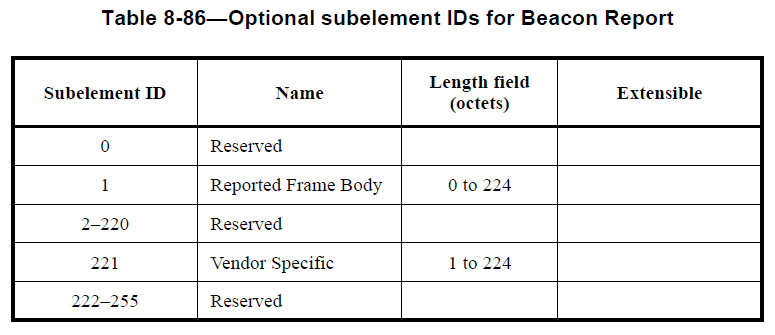 Table 8-86—Optional subelement IDs for Beacon Report
Subelement ID Name Length field (octets) Extensible
0 Reserved
1 Reported Frame Body 0 to 224
2–220 Reserved
221 Vendor Specific 1 to 224
222–255 Reserved